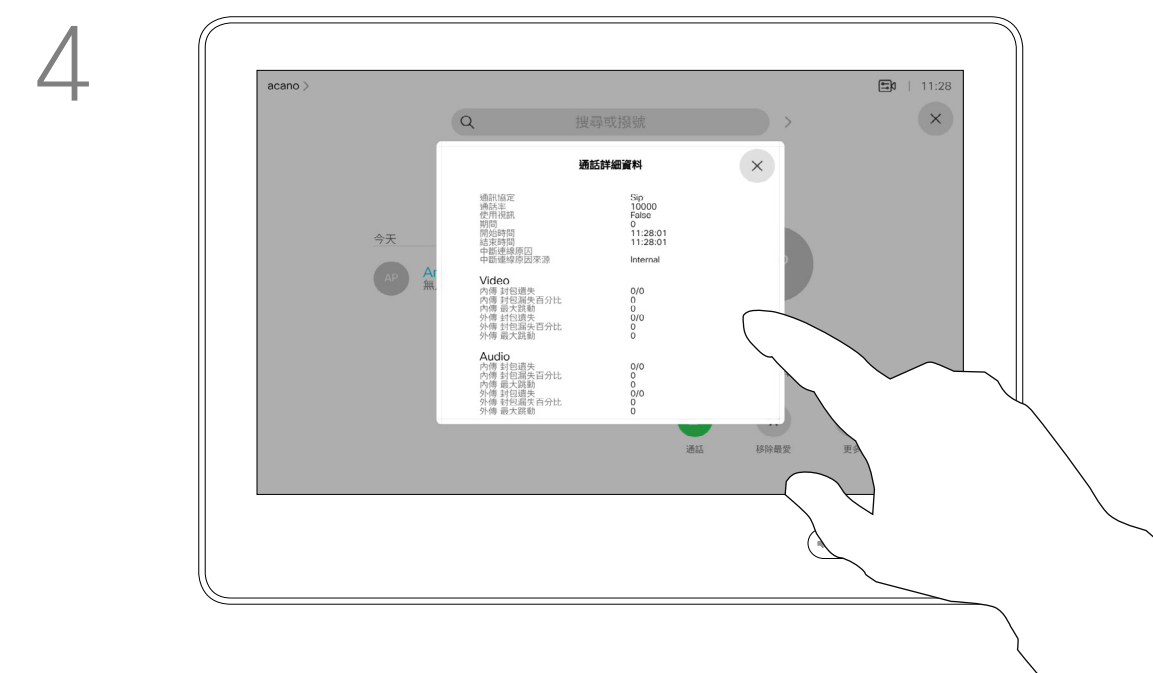 4
acano >
11:28
搜尋或撥號
通話詳細資料
通訊協定 Sip
通話率 10000
使用視訊 False
期間 0
開始時間 11:28:01
結束時間 11:28:01
中斷連線原因
中斷連線原因來源 Internal
今天
AP
無
Video
內傳 封包遺失 0/0
內傳 封包漏失百分比 0
內傳 最大跳動 0
外傳 封包遺失 0/0
外傳 封包漏失百分比 0
外傳 最大跳動 0
Audio
內傳 封包遺失 0/0
內傳 封包漏失百分比 0
內傳 最大跳動 0
外傳 封包遺失 0/0
外傳 封包漏失百分比 0
外傳 最大跳動 0
通話 移除最愛 更多